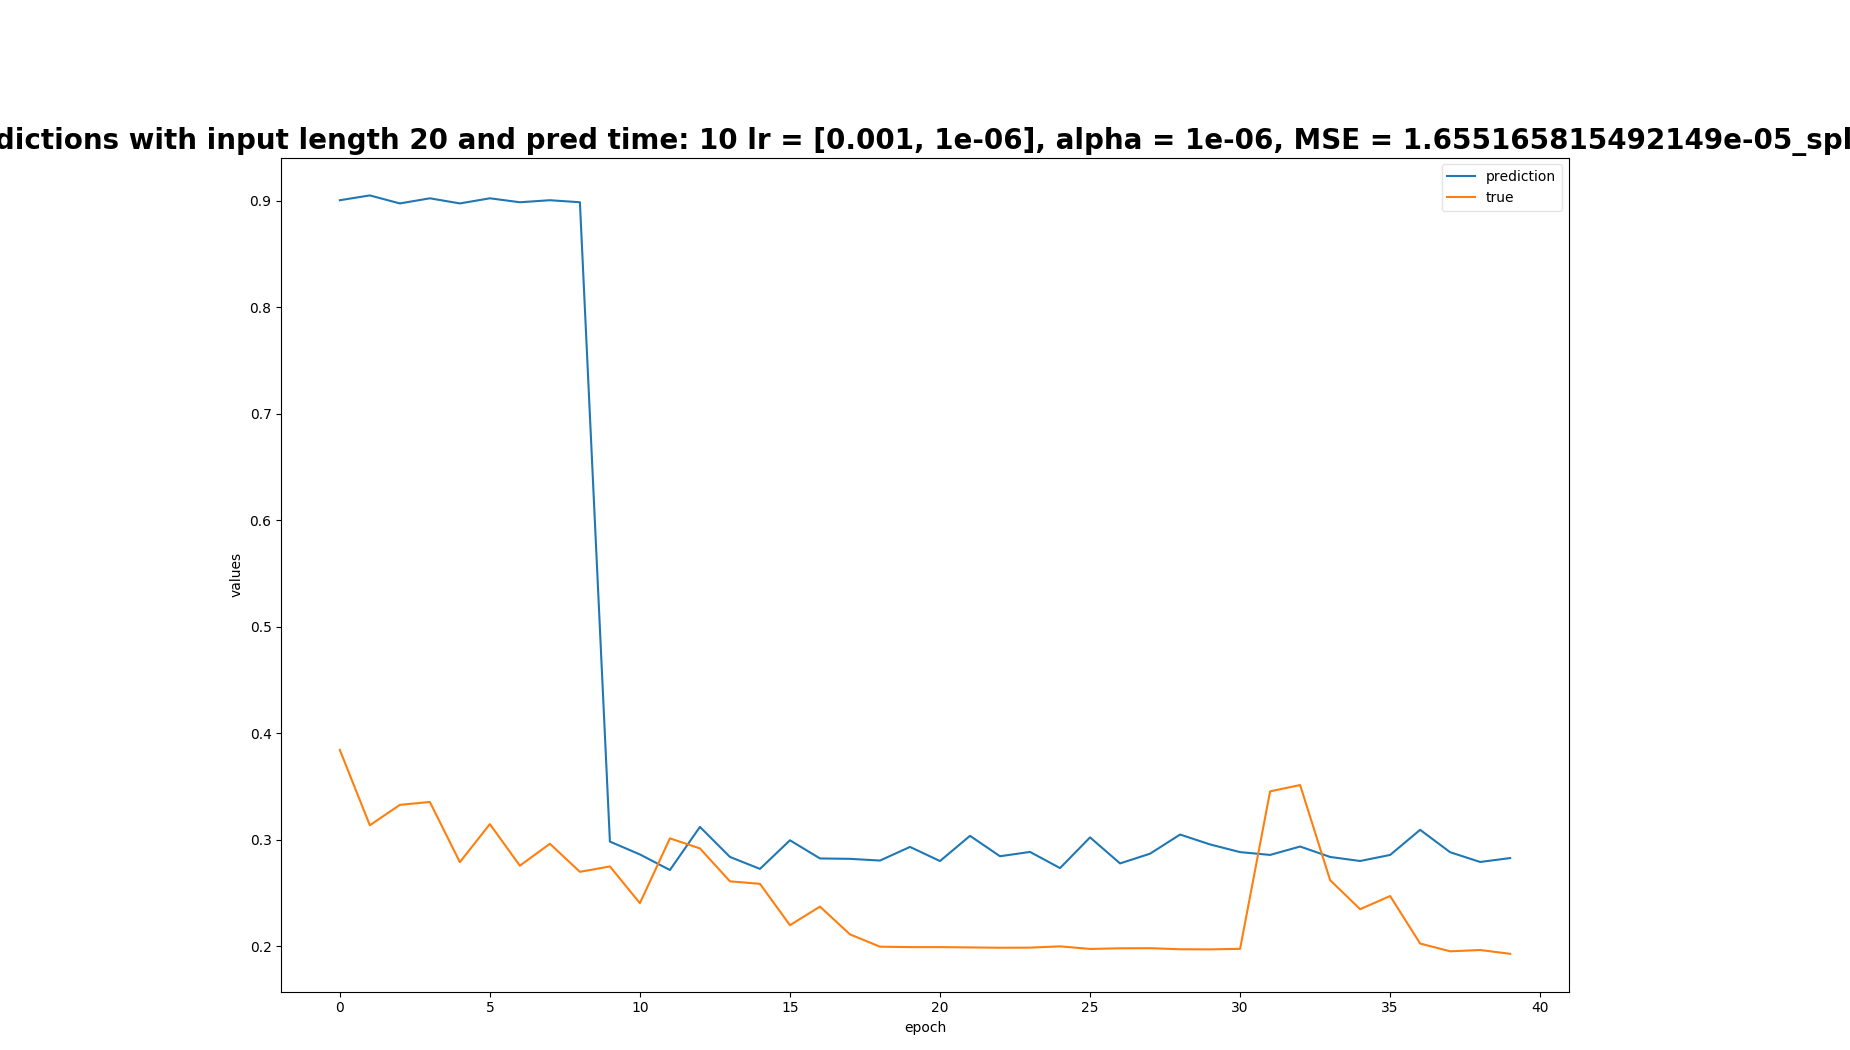 dictions with input length 20 and pred time: 10 lr = [0.001, 1e-06], alpha = 1e-06, MSE = 1.655165815492149e-05_spl
prediction
true
0.9
0.8
0.7
0.6
0.5
0.4
0.3
0.2
values
0 5 10 15 20 25 30 35 40
epoch